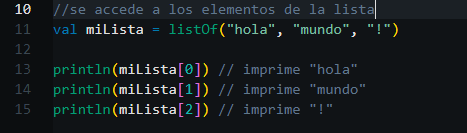 10 //se accede a los elementos de la lista
11 val miLista = listOf("hola", "mundo", "!")
13 println(miLista[0]) // imprime "hola"
14 println(miLista[1]) // imprime "mundo"
15 println(miLista[2]) // imprime "!"